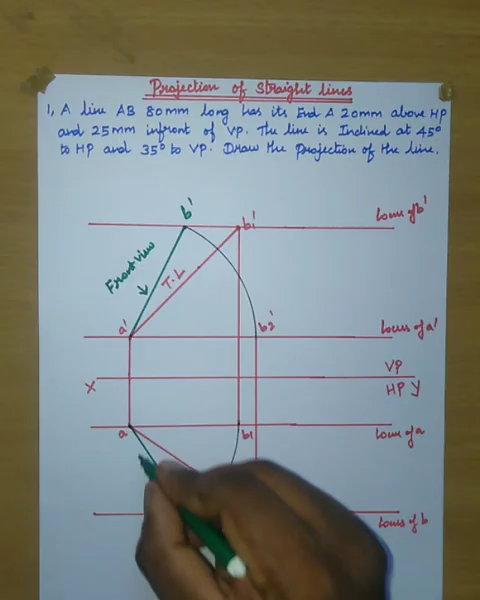 Projection of Straight lines
1, A line AB 80mm long has its End A 20mm above HP
and 25mm infront of VP. The line is Inclined at 45°
to HP and 35° to VP. Draw the Projection of the line.
b'
b1'
locus of b'
Front view
T.L
a'
b2'
locus of a'
VP
X
HP
Y
a
b1
locus of a
locus of b